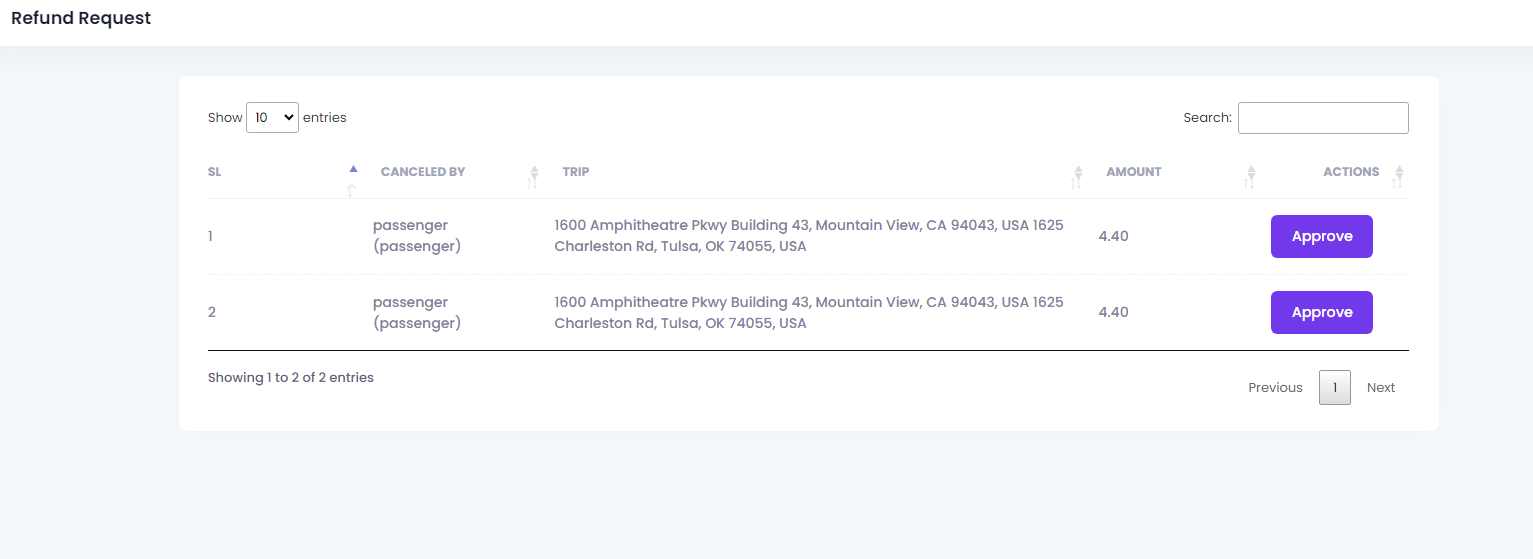 Refund Request
Show 10 entries
Search:
SL CANCELED BY TRIP AMOUNT ACTIONS
1 passenger (passenger) 1600 Amphitheatre Pkwy Building 43, Mountain View, CA 94043, USA 1625 Charleston Rd, Tulsa, OK 74055, USA 4.40 Approve
2 passenger (passenger) 1600 Amphitheatre Pkwy Building 43, Mountain View, CA 94043, USA 1625 Charleston Rd, Tulsa, OK 74055, USA 4.40 Approve
Showing 1 to 2 of 2 entries
Previous 1 Next